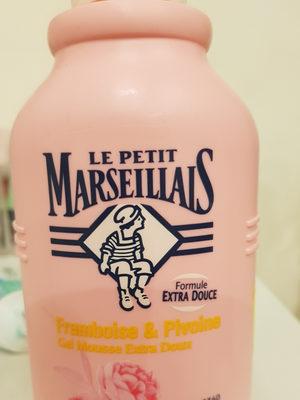 LE PETIT
MARSEILLAIS
Formule
EXTRA DOUCE
Framboise & Pivoine
Gel Mousse Extra Doux